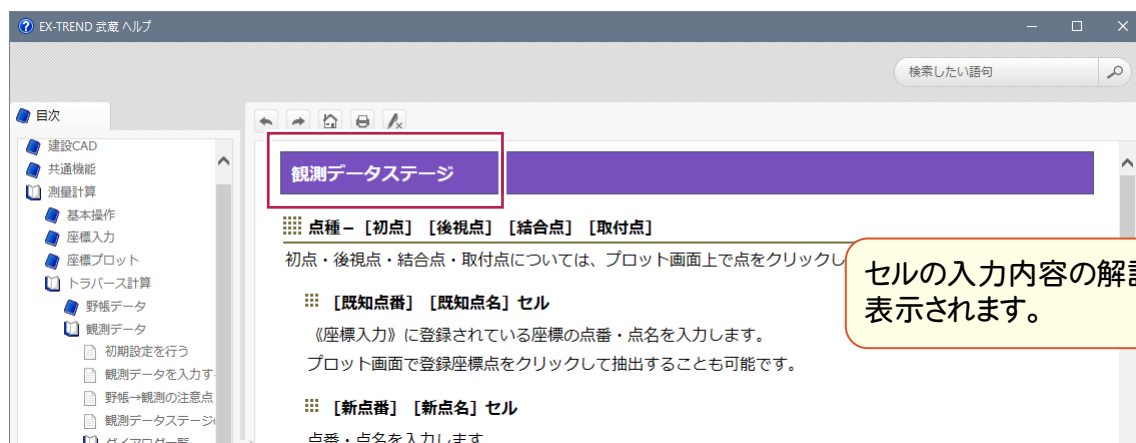 EX-TREND 武蔵 ヘルプ
検索したい語句
目次
建設CAD
共通機能
測量計算
基本操作
座標入力
座標プロット
トラバース計算
野帳データ
観測データ
初期設定を行う
観測データを入力す
野帳→観測の注意点
観測データステージ
ダイアログ一覧
観測データステージ
点種 – [初点] [後視点] [結合点] [取付点]
初点・後視点・結合点・取付点については、プロット画面上で点をクリックし
[既知点番] [既知点名] セル
《座標入力》に登録されている座標の点番・点名を入力します。
プロット画面で登録座標点をクリックして抽出することも可能です。
[新点番] [新点名] セル
点番・点名を入力します
セルの入力内容の解説
表示されます。